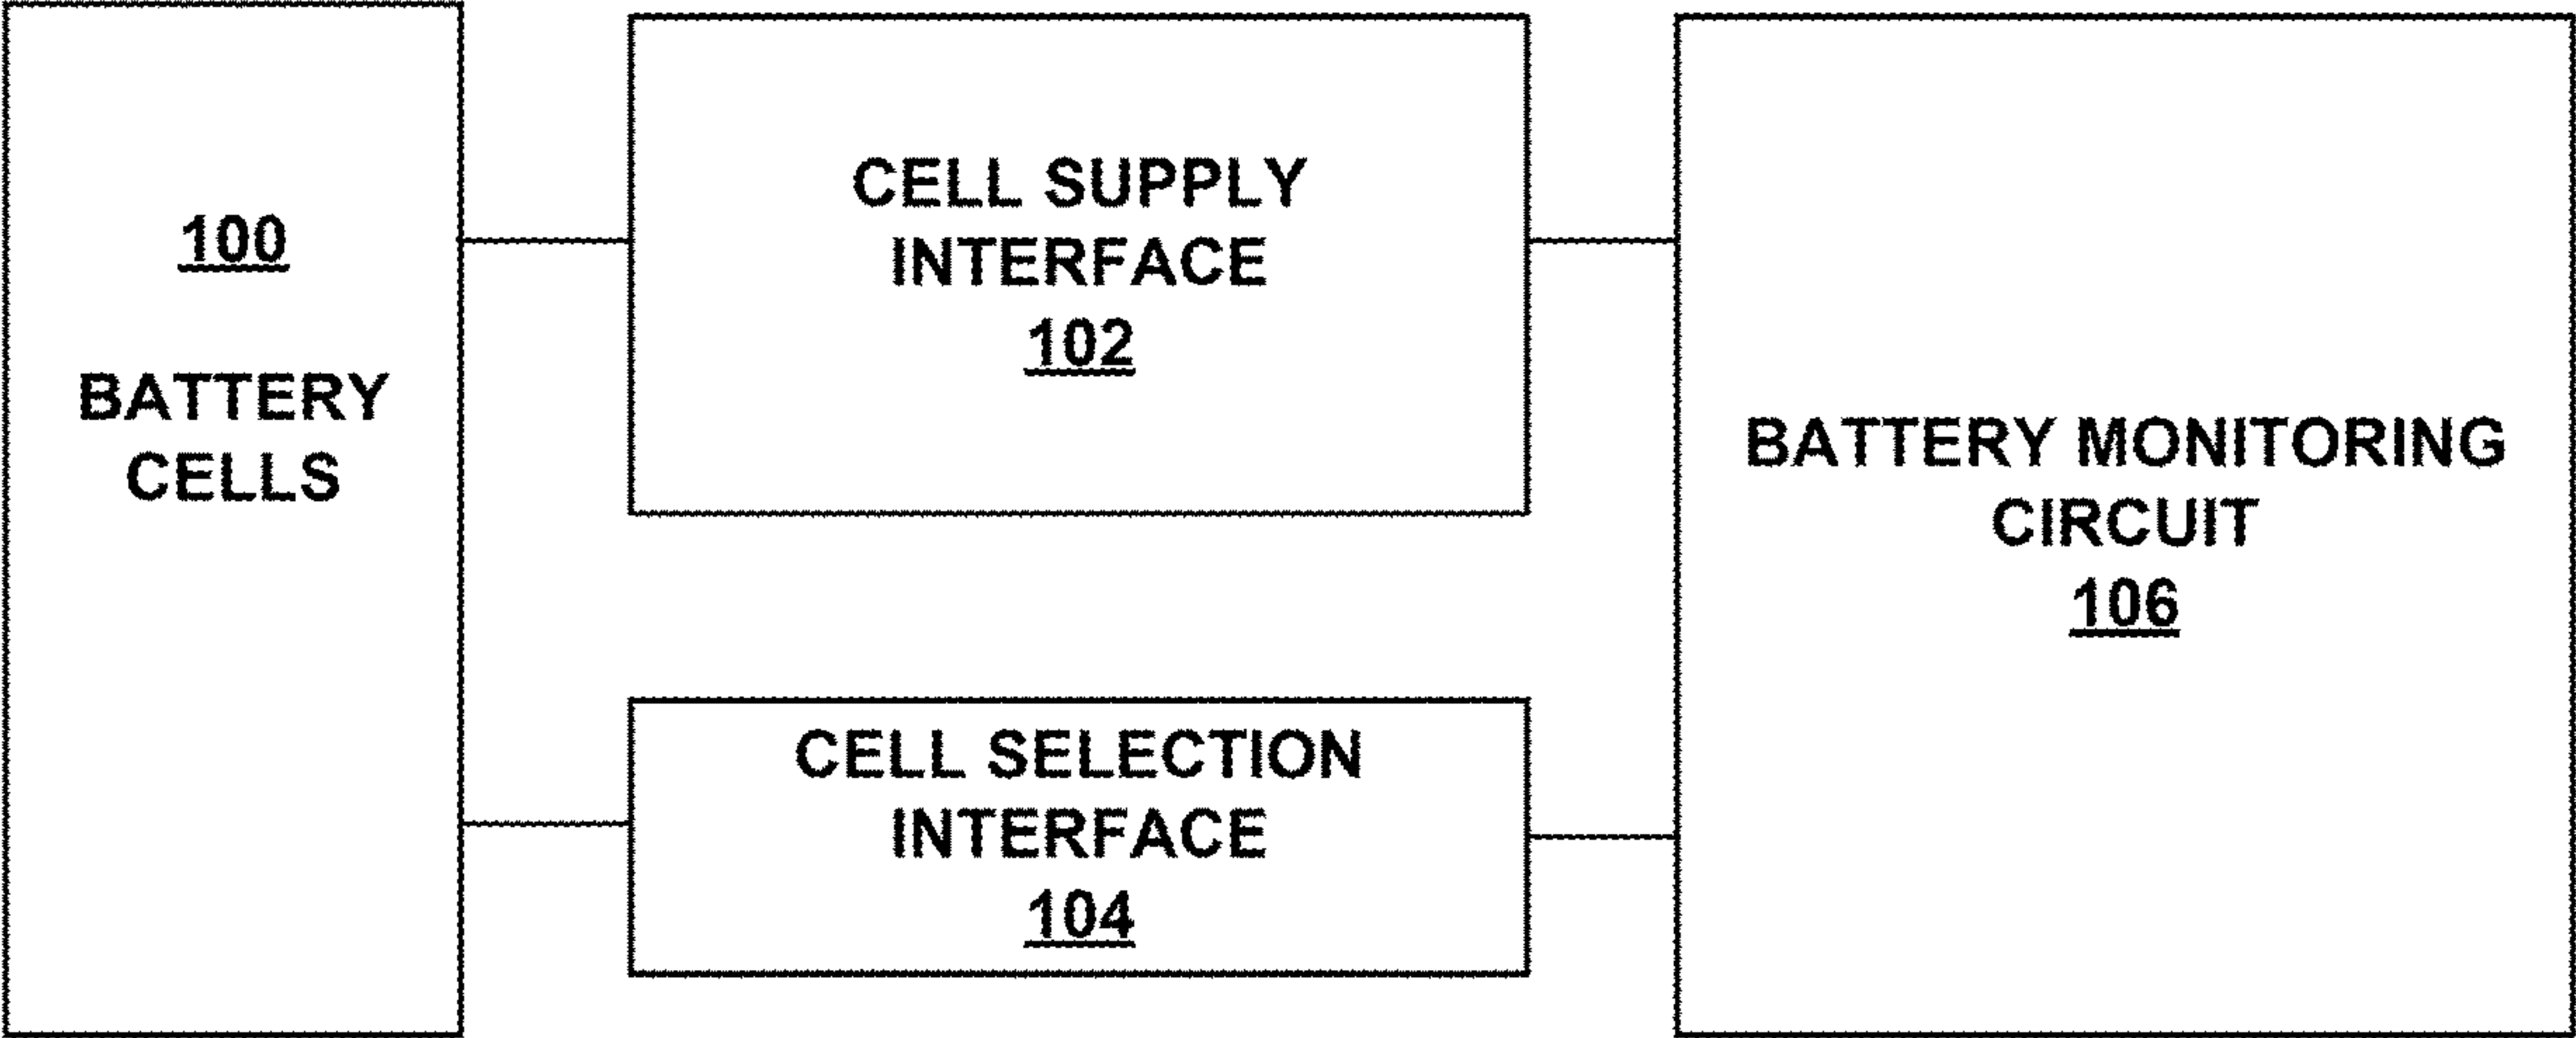 100
BATTERY
CELLS
CELL SUPPLY
INTERFACE
102
CELL SELECTION
INTERFACE
104
BATTERY MONITORING
CIRCUIT
106